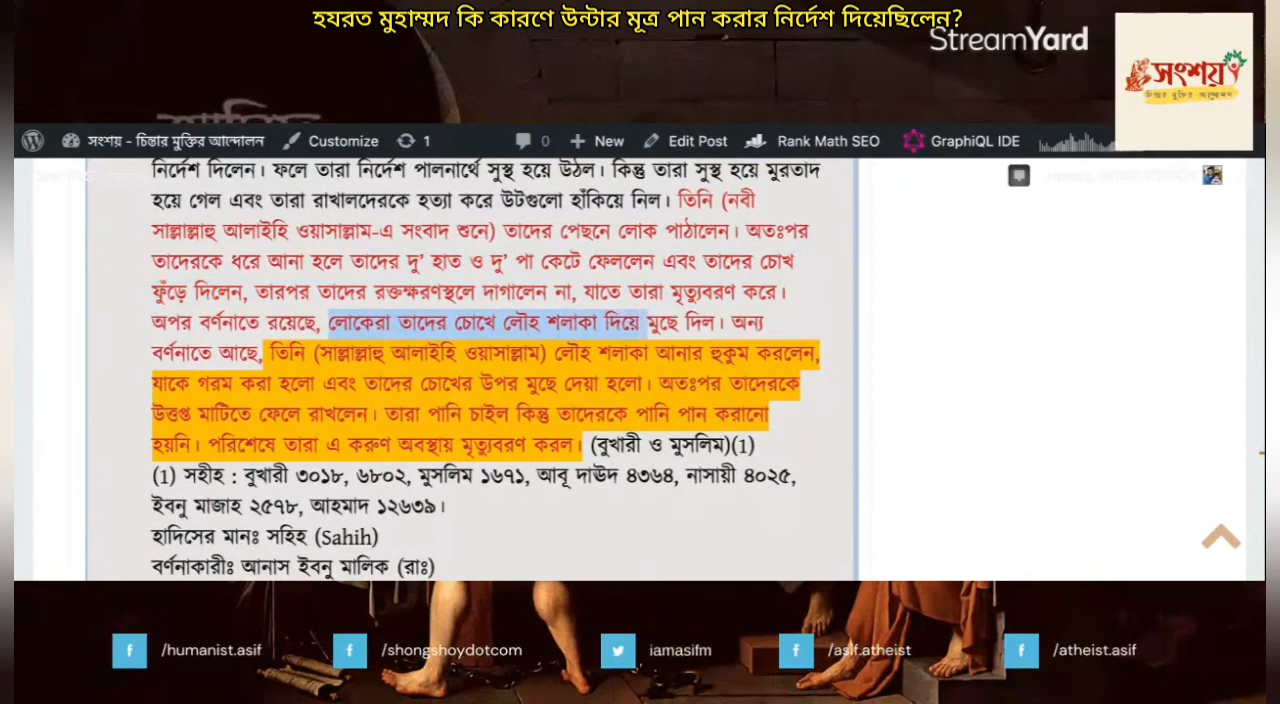 হযরত মুহাম্মদ কি কারণে উন্টার মূত্র পান করার নির্দেশ দিয়েছিলেন?
StreamYard
সংশয়
চিন্তার মুক্তির আন্দোলন
সংশয় - চিন্তার মুক্তির আন্দোলন Customize 1 0 New Edit Post Rank Math SEO GraphiQL IDE
নির্দেশ দিলেন। ফলে তারা নির্দেশ পালনার্থে সুস্থ হয়ে উঠল। কিন্তু তারা সুস্থ হয়ে মুরতাদ
হয়ে গেল এবং তারা রাখালদেরকে হত্যা করে উটগুলো হাঁকিয়ে নিল। তিনি (নবী
সাল্লাল্লাহু আলাইহি ওয়াসাল্লাম-এ সংবাদ শুনে) তাদের পেছনে লোক পাঠালেন। অতঃপর
তাদেরকে ধরে আনা হলে তাদের দু’ হাত ও দু’ পা কেটে ফেললেন এবং তাদের চোখ
ফুঁড়ে দিলেন, তারপর তাদের রক্তক্ষরণস্থলে দাগালেন না, যাতে তারা মৃত্যুবরণ করে।
অপর বর্ণনাতে রয়েছে, লোকেরা তাদের চোখে লৌহ শলাকা দিয়ে মুছে দিল। অন্য
বর্ণনাতে আছে, তিনি (সাল্লাল্লাহু আলাইহি ওয়াসাল্লাম) লৌহ শলাকা আনার হুকুম করলেন,
যাকে গরম করা হলো এবং তাদের চোখের উপর মুছে দেয়া হলো। অতঃপর তাদেরকে
উত্তপ্ত মাটিতে ফেলে রাখলেন। তারা পানি চাইল কিন্তু তাদেরকে পানি পান করানো
হয়নি। পরিশেষে তারা এ করুণ অবস্থায় মৃত্যুবরণ করল। (বুখারী ও মুসলিম)(1)
(1) সহীহ : বুখারী ৩০১৮, ৬৮০২, মুসলিম ১৬৭১, আবূ দাঊদ ৪৩৬৪, নাসায়ী ৪০২৫,
ইবনু মাজাহ ২৫৭৮, আহমাদ ১২৬৩৯।
হাদিসের মানঃ সহিহ (Sahih)
বর্ণনাকারীঃ আনাস ইবনু মালিক (রাঃ)
/humanist.asif /shongshoydotcom iamasifm /asif.atheist /atheist.asif